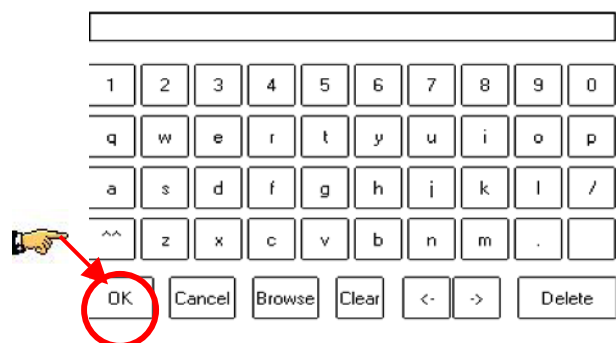 1 2 3 4 5 6 7 8 9 0
q w e r t y u i o p
a s d f g h j k l /
^^ z x c v b n m .
OK Cancel Browse Clear <- -> Delete